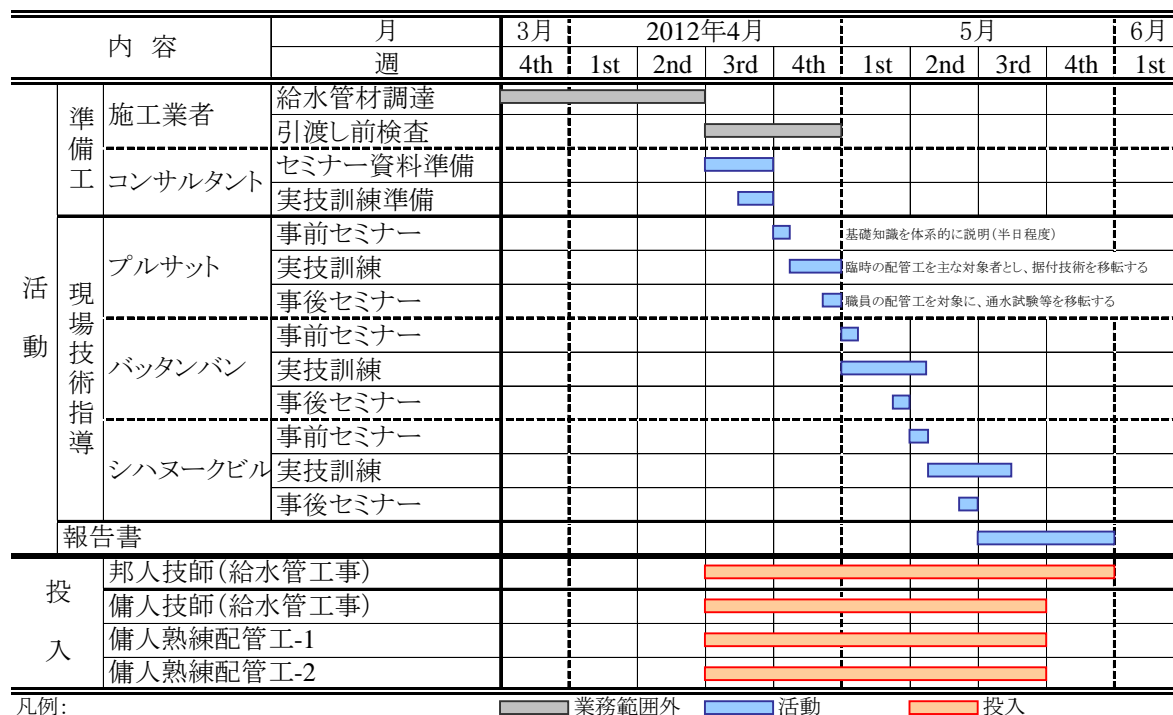 内 容 月 3月 2012年4月 5月 6月
週 4th 1st 2nd 3rd 4th 1st 2nd 3rd 4th 1st
活動
準備工
施工業者 給水管材調達
引渡し前検査
コンサルタント セミナー資料準備
実技訓練準備
現場技術指導
プルサット 事前セミナー 基礎知識を体系的に説明(半日程度)
実技訓練 臨時の配管工を主な対象者とし、据付技術を移転する
事後セミナー 職員の配管工を対象に、通水試験等を移転する
バッタンバン 事前セミナー
実技訓練
事後セミナー
シハヌークビル 事前セミナー
実技訓練
事後セミナー
報告書
投入
邦人技師(給水管工事)
傭人技師(給水管工事)
傭人熟練配管工-1
傭人熟練配管工-2
凡例: 業務範囲外 活動 投入